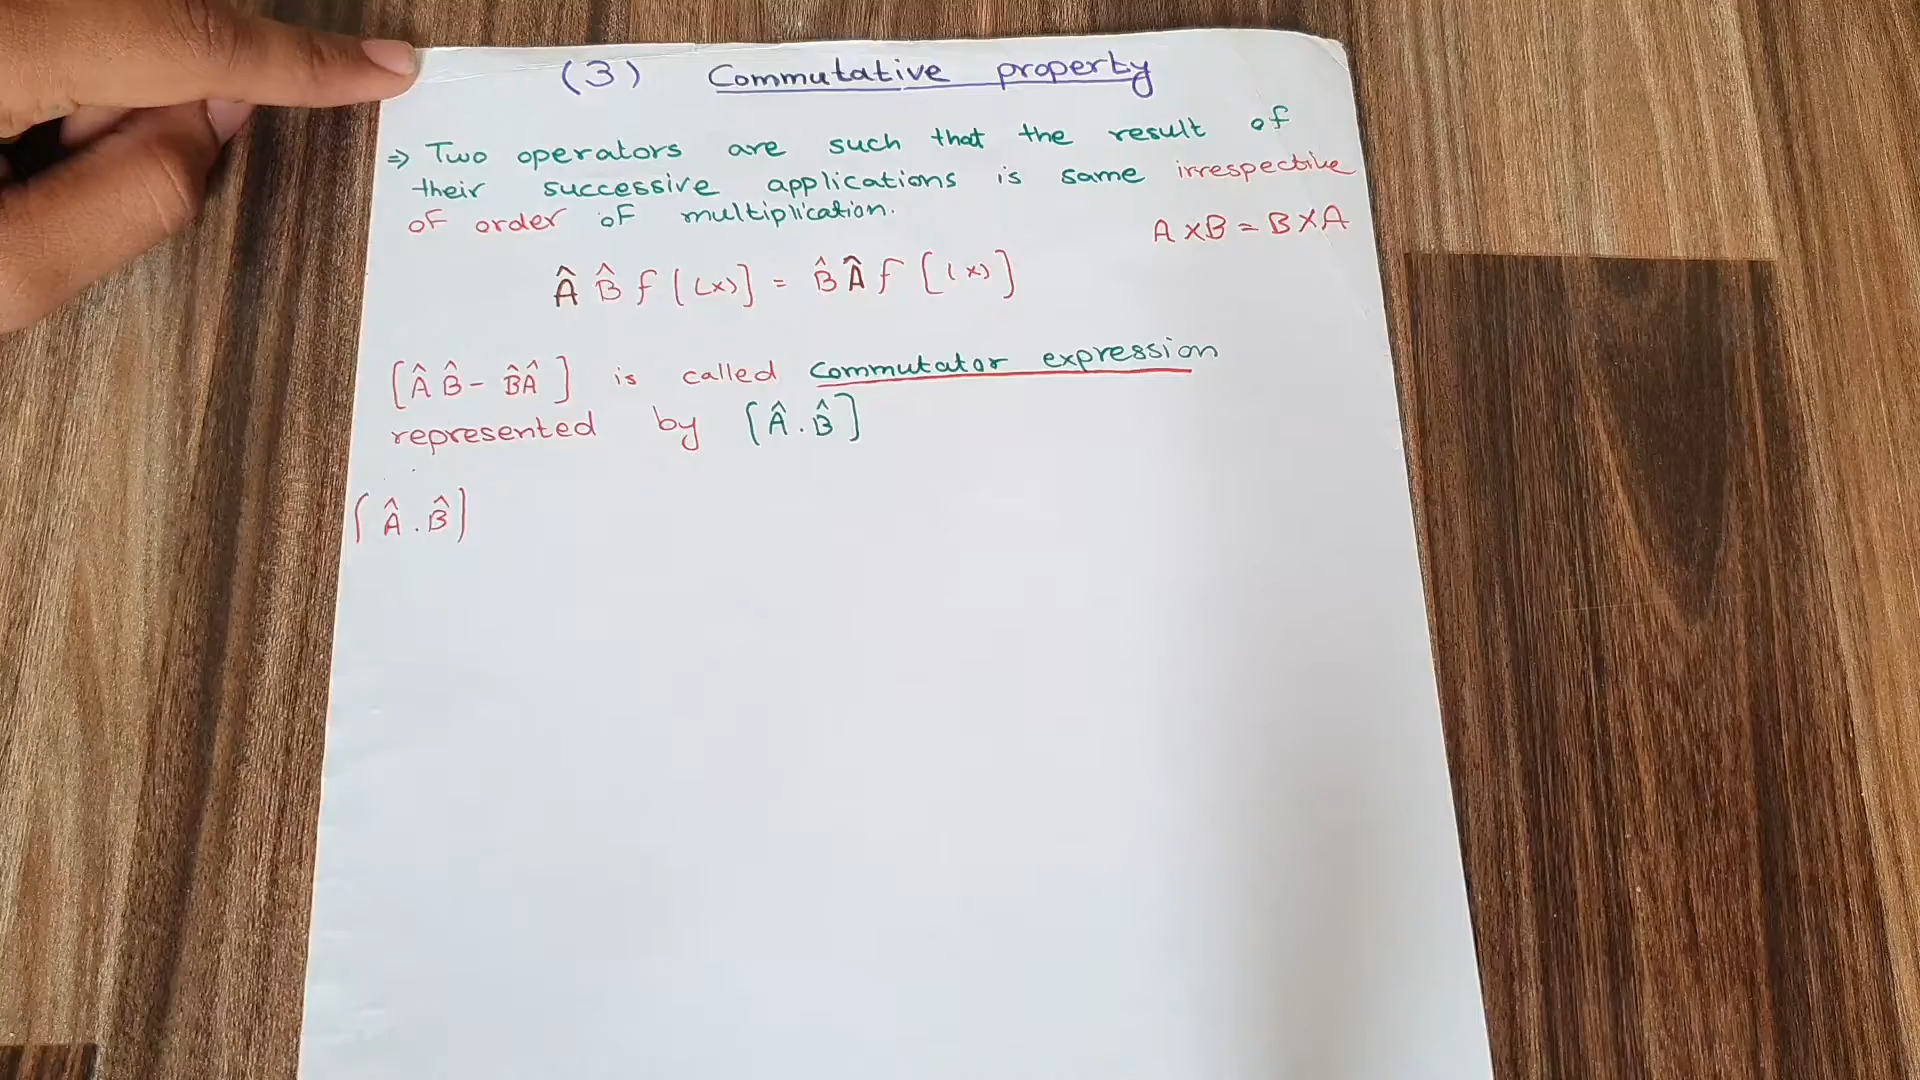 (3) Commutative property
⇒ Two operators are such that the result of
their successive applications is same irrespective
of order of multiplication.
A×B = B×A
Â B̂ f [(x)] = B̂ Â f [(x)]
[Â B̂ - B̂Â] is called Commutator expression
represented by [Â . B̂]
[Â . B̂]